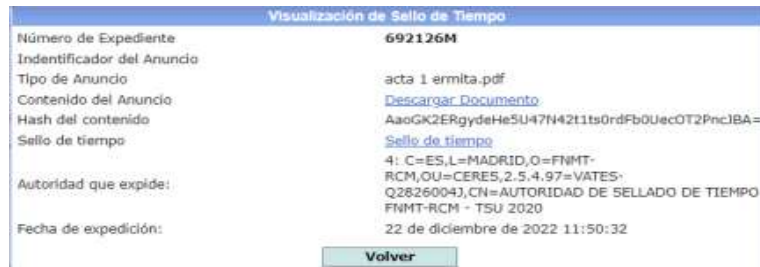 Visualización de Sello de Tiempo
Número de Expediente 692126M
Indentificador del Anuncio
Tipo de Anuncio acta 1 ermita.pdf
Contenido del Anuncio Descargar Documento
Hash del contenido AaoGK2ERgydeHe5U47N42t1ts0rdFb0UecOT2PncJBA=
Sello de tiempo Sello de tiempo
Autoridad que expide: 4: C=ES,L=MADRID,O=FNMT-
RCM,OU=CERES,2.5.4.97=VATES-
Q2826004J,CN=AUTORIDAD DE SELLADO DE TIEMPO
FNMT-RCM - TSU 2020
Fecha de expedición: 22 de diciembre de 2022 11:50:32
Volver